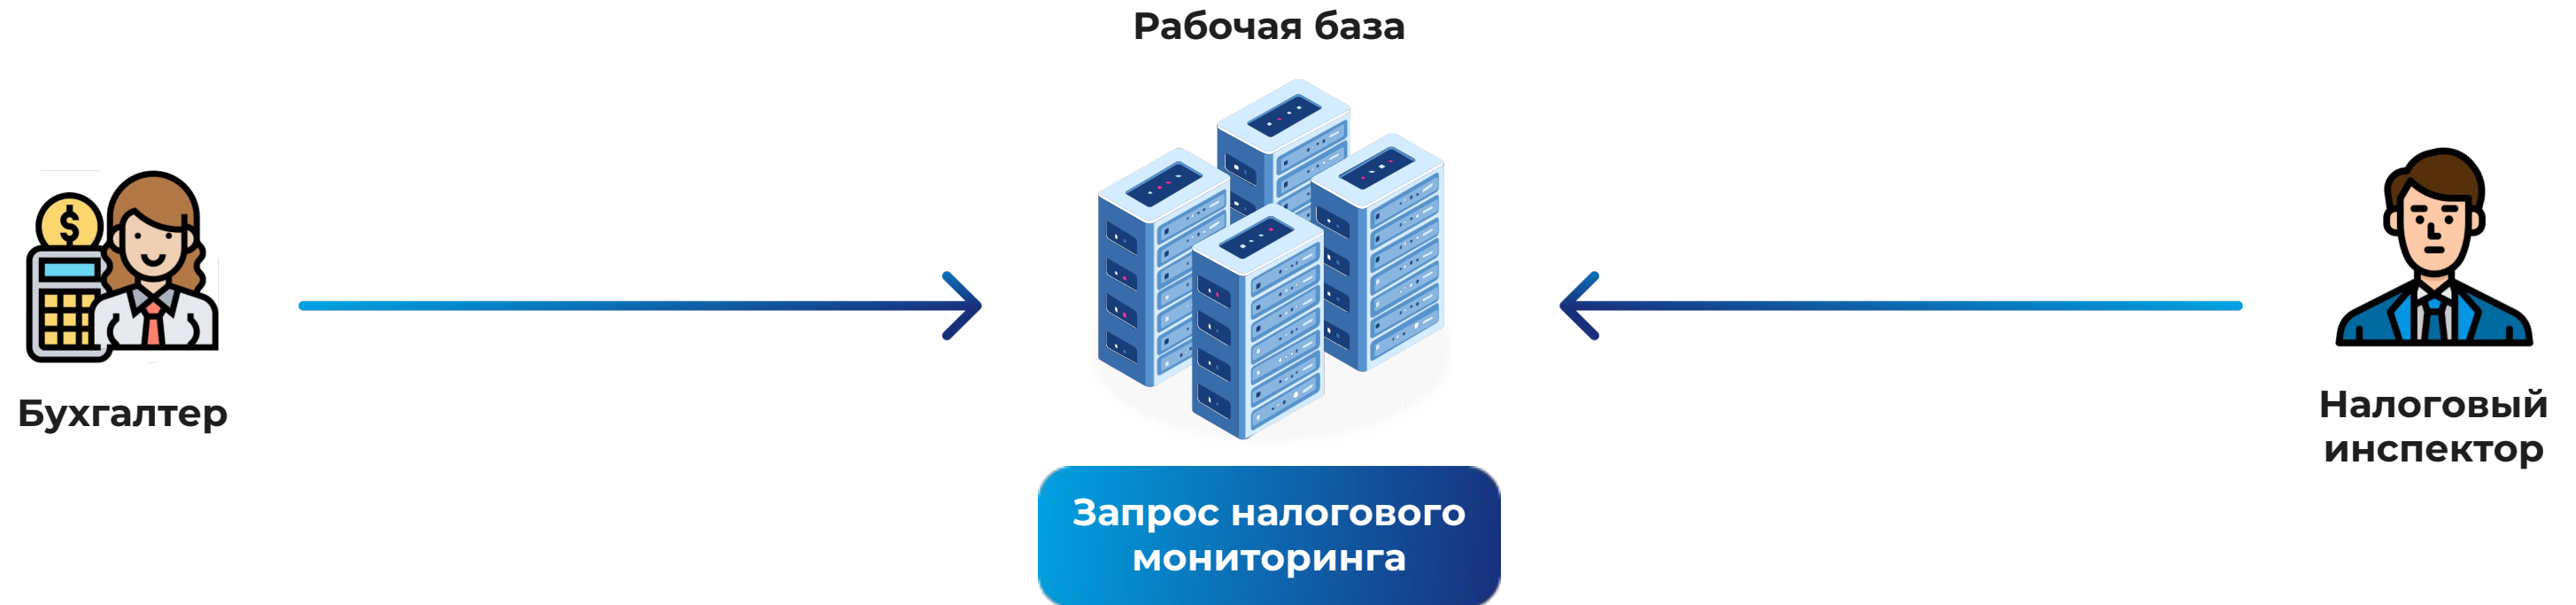 Рабочая база
Бухгалтер
Налоговый
инспектор
Запрос налогового
мониторинга